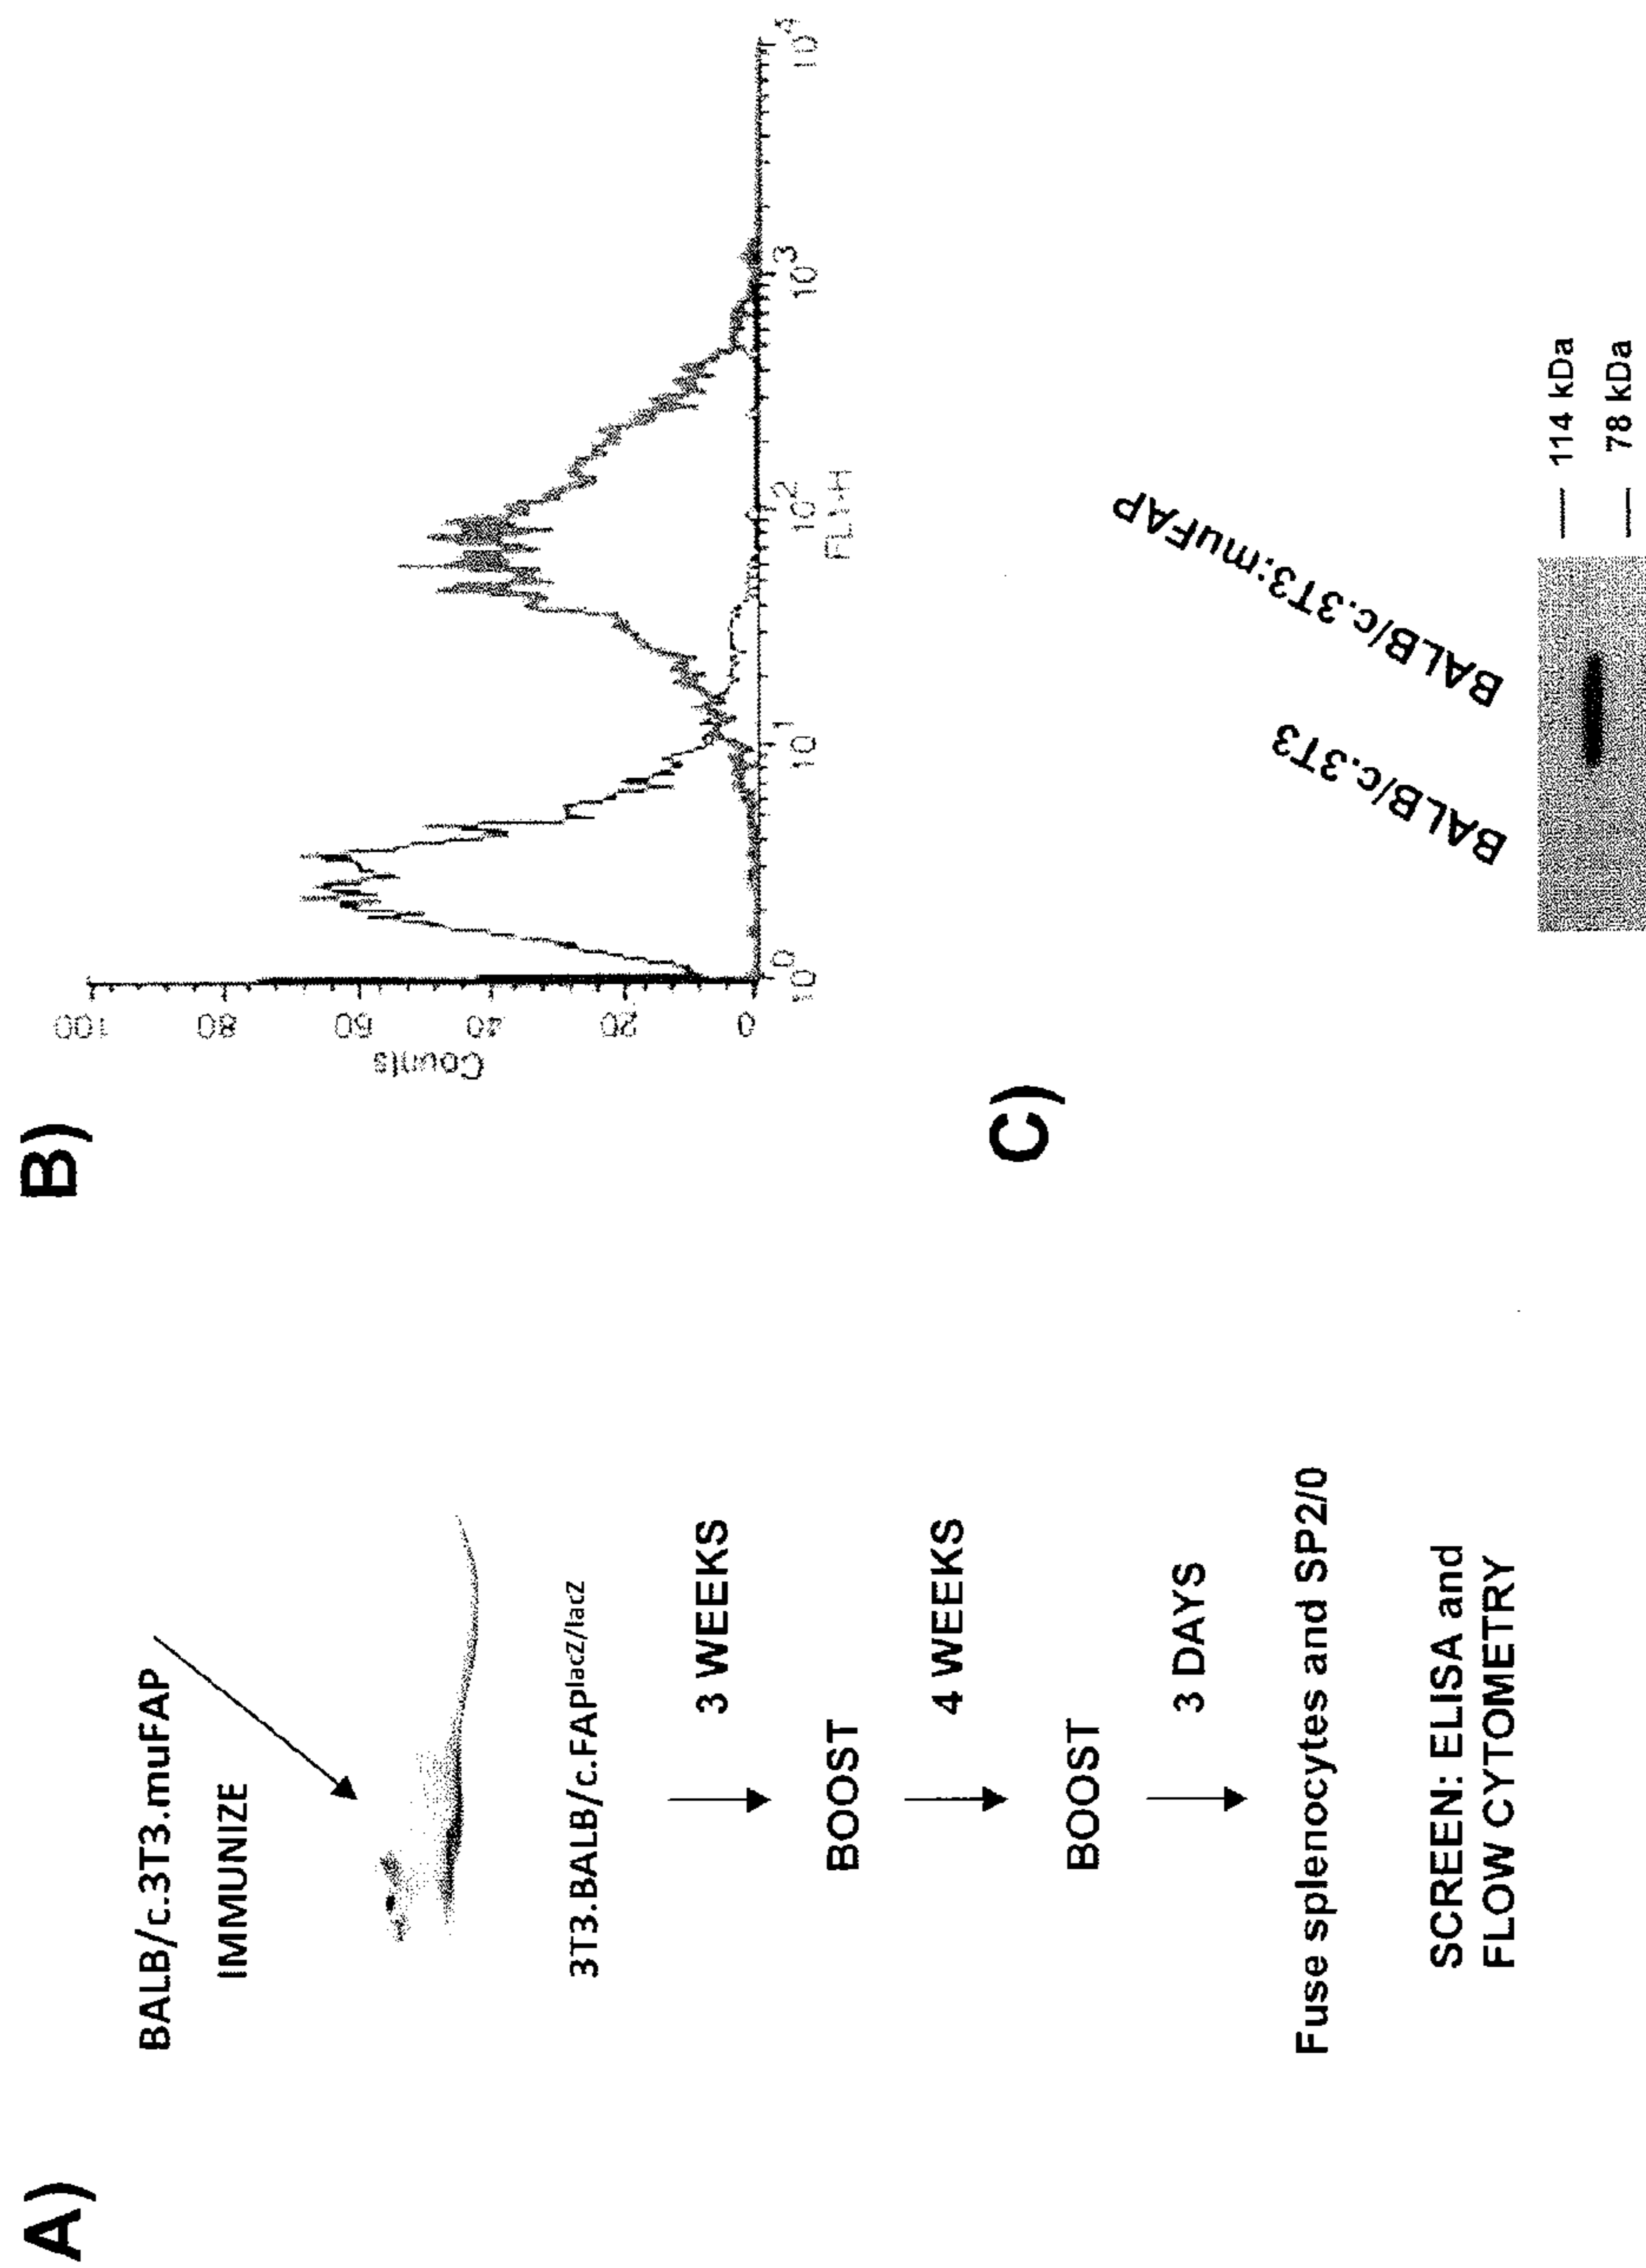 A)
BALB/c.3T3.muFAP
IMMUNIZE
3T3.BALB/c.FAPlacZ/lacZ
3 WEEKS
BOOST
4 WEEKS
BOOST
3 DAYS
Fuse splenocytes and SP2/0
SCREEN: ELISA and
FLOW CYTOMETRY
B)
Counts
100
80
60
40
20
0
10^0
10^1
10^2
10^3
10^4
FL1-H
C)
BALB/c.3T3
BALB/c.3T3:muFAP
114 kDa
78 kDa